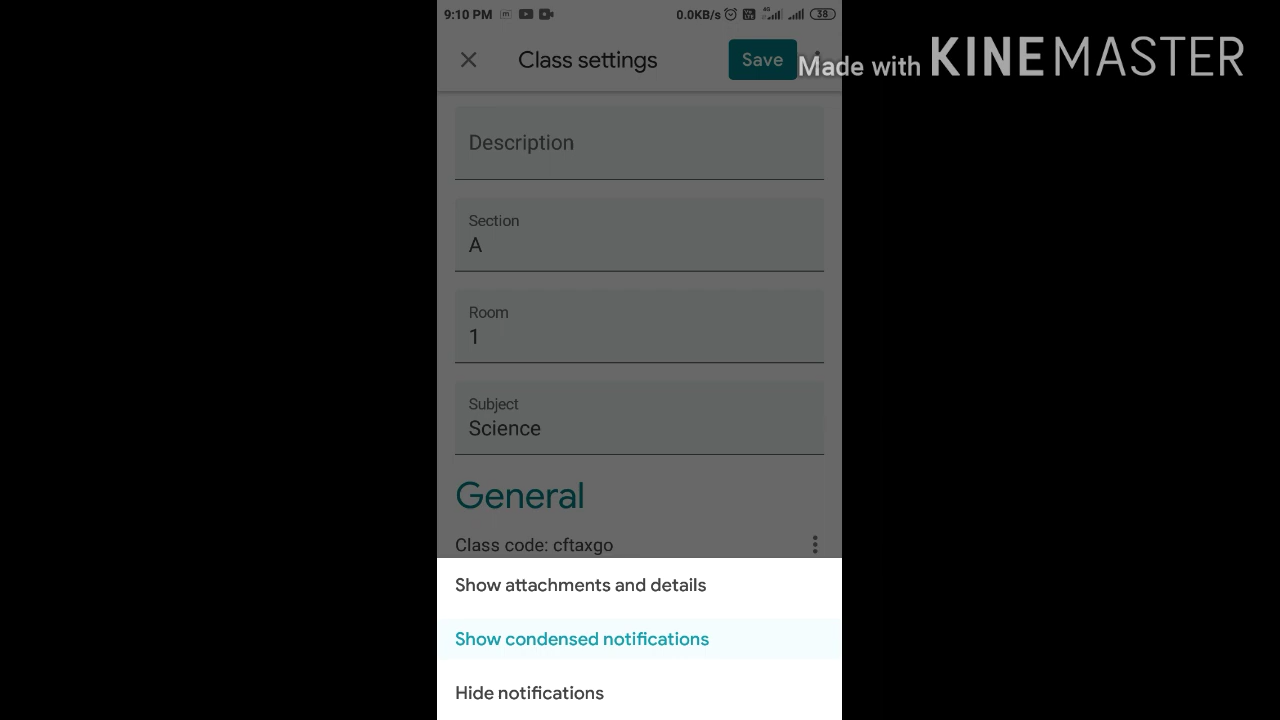 9:10 PM
0.0KB/s
38
Class settings
Save
Made with KINEMASTER
Description
Section
A
Room
1
Subject
Science
General
Class code: cftaxgo
Show attachments and details
Show condensed notifications
Hide notifications